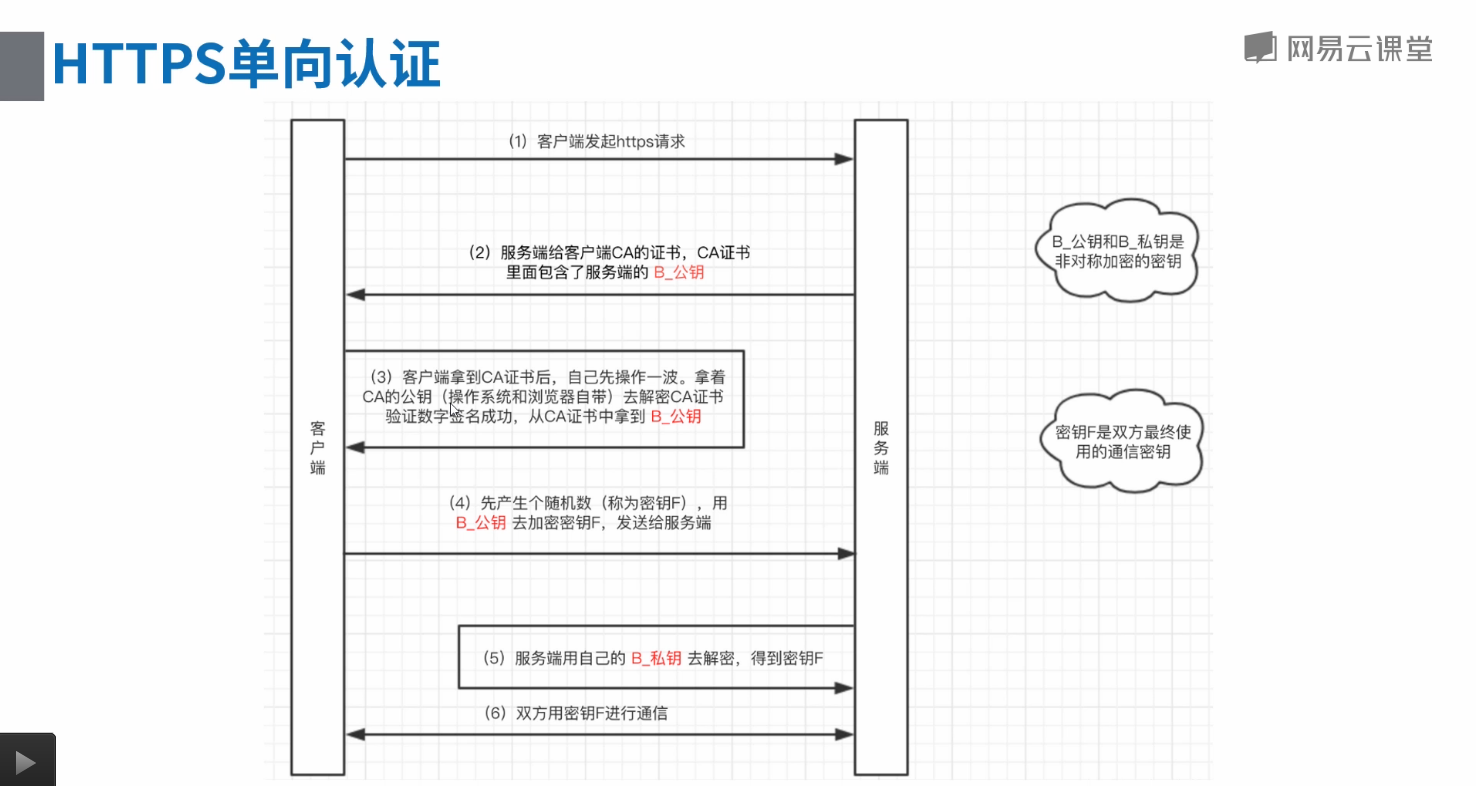 HTTPS单向认证
网易云课堂
（1）客户端发起https请求
（2）服务端给客户端CA的证书，CA证书
里面包含了服务端的 B_公钥
B_公钥和B_私钥是
非对称加密的密钥
（3）客户端拿到CA证书后，自己先操作一波。拿着
CA的公钥（操作系统和浏览器自带）去解密CA证书
验证数字签名成功，从CA证书中拿到 B_公钥
客
户
端
服
务
端
密钥F是双方最终使
用的通信密钥
（4）先产生个随机数（称为密钥F），用
B_公钥 去加密密钥F，发送给服务端
（5）服务端用自己的 B_私钥 去解密，得到密钥F
（6）双方用密钥F进行通信